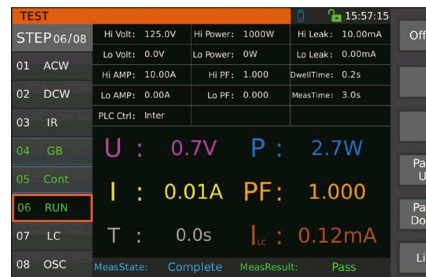 TEST 15:57:15
STEP 06/08
Hi Volt: 125.0V Hi Power: 1000W Hi Leak: 10.00mA
Lo Volt: 0.0V Lo Power: 0W Lo Leak: 0.00mA
Hi AMP: 10.00A Hi PF: 1.000 DwellTime: 0.2s
Lo AMP: 0.00A Lo PF: 0.000 MeasTime: 3.0s
PLC Ctrl: Inter
01 ACW
02 DCW
03 IR
04 GB
05 Cont
06 RUN
07 LC
08 OSC
U : 0.7V P : 2.7W
I : 0.01A PF: 1.000
T : 0.0s ILC : 0.12mA
MeasState: Complete MeasResult: Pass
Off
Pa
U
Pa
Do
Li